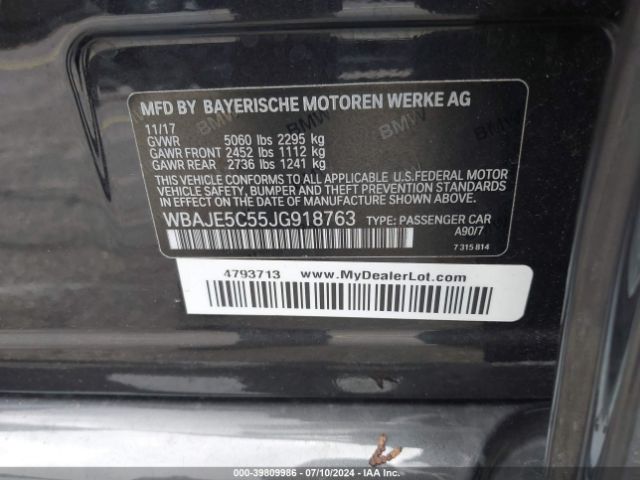 MFD BY BAYERISCHE MOTOREN WERKE AG
11/17
GVWR 5060 lbs 2295 kg
GAWR FRONT 2452 lbs 1112 kg
GAWR REAR 2736 lbs 1241 kg
THIS VEHICLE CONFORMS TO ALL APPLICABLE U.S.FEDERAL MOTOR
VEHICLE SAFETY, BUMPER AND THEFT PREVENTION STANDARDS
IN EFFECT ON THE DATE OF MANUFACTURE SHOWN ABOVE.
WBAJE5C55JG918763 TYPE: PASSENGER CAR
A90/7
7 315 814
4793713 www.MyDealerLot.com
000-39809986 - 07/10/2024 - IAA Inc.